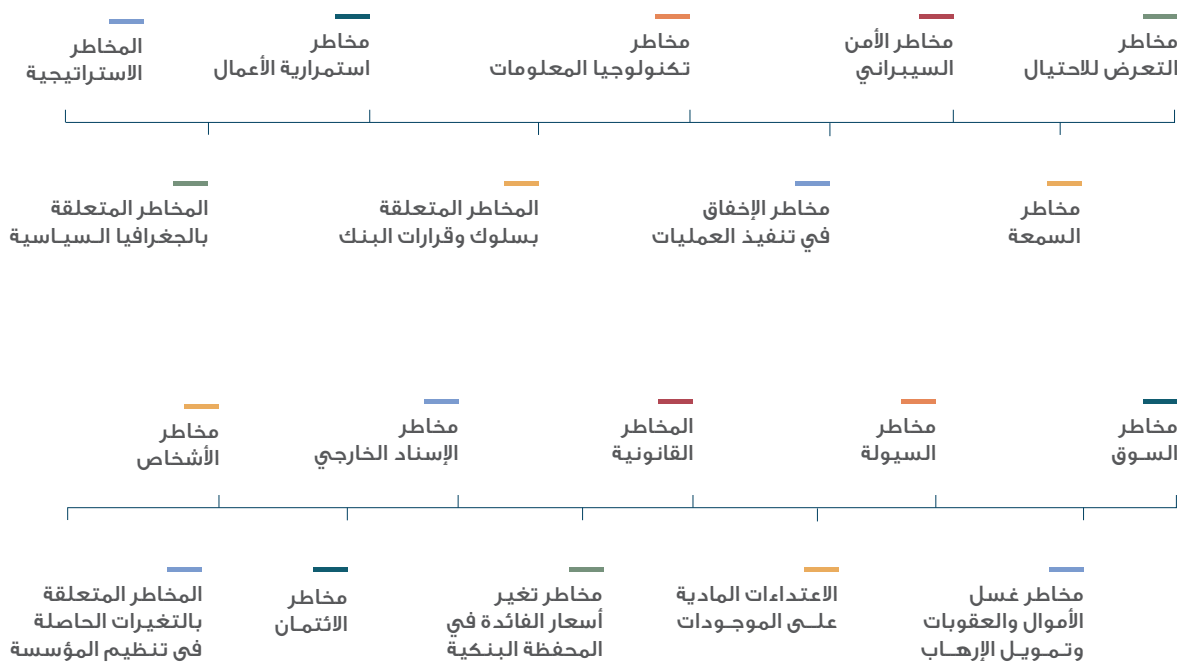 مخاطر
التعرض للاحتيال
مخاطر الأمن
السيبراني
مخاطر
تكنولوجيا المعلومات
مخاطر
استمرارية الأعمال
المخاطر
الاستراتيجية
مخاطر
السمعة
مخاطر الإخفاق
في تنفيذ العمليات
المخاطر المتعلقة
بسلوك وقرارات البنك
المخاطر المتعلقة
بالجغرافيا السياسية
مخاطر
السوق
مخاطر
السيولة
المخاطر
القانونية
مخاطر
الإسناد الخارجي
مخاطر
الأشخاص
مخاطر غسل
الأموال والعقوبات
وتمويل الإرهاب
الاعتداءات المادية
على الموجودات
مخاطر تغير
أسعار الفائدة في
المحفظة البنكية
مخاطر
الائتمان
المخاطر المتعلقة
بالتغيرات الحاصلة
في تنظيم المؤسسة